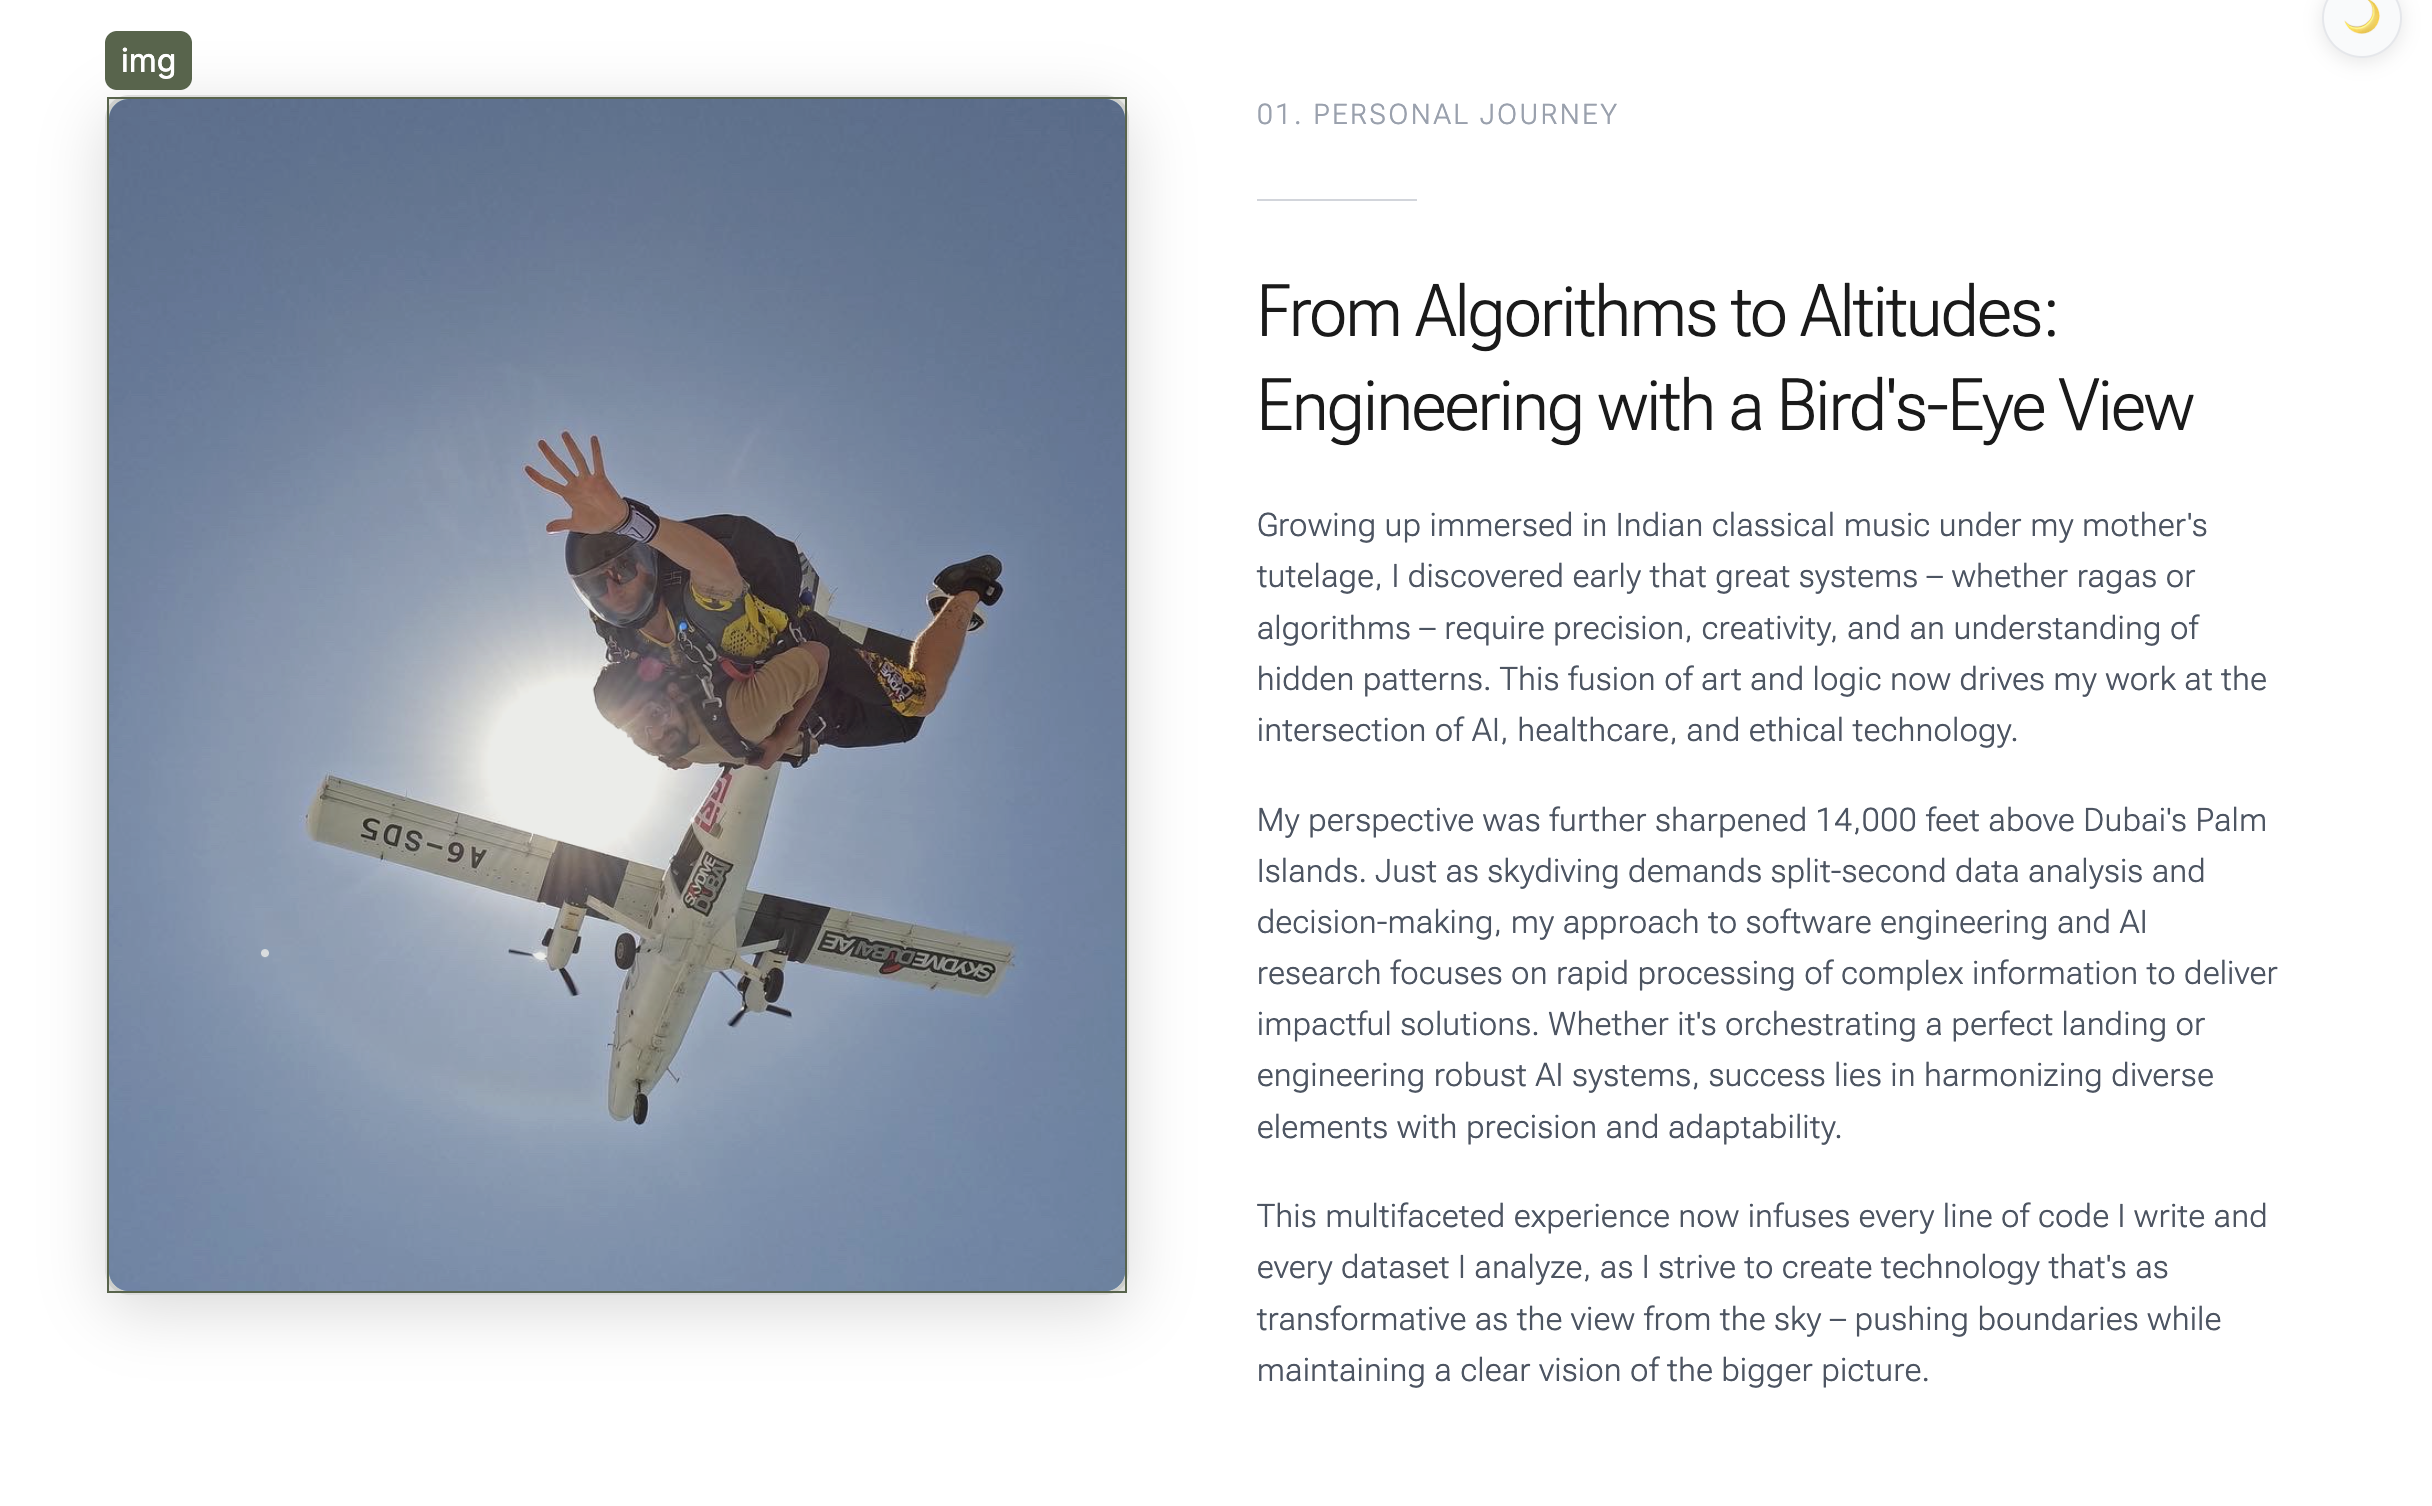 img
A6-SD5
SKYDIVE
DUBAI
SKYDIVEDUBAI.AE
01. PERSONAL JOURNEY
From Algorithms to Altitudes:
Engineering with a Bird's-Eye View
Growing up immersed in Indian classical music under my mother's
tutelage, I discovered early that great systems – whether ragas or
algorithms – require precision, creativity, and an understanding of
hidden patterns. This fusion of art and logic now drives my work at the
intersection of AI, healthcare, and ethical technology.
My perspective was further sharpened 14,000 feet above Dubai's Palm
Islands. Just as skydiving demands split-second data analysis and
decision-making, my approach to software engineering and AI
research focuses on rapid processing of complex information to deliver
impactful solutions. Whether it's orchestrating a perfect landing or
engineering robust AI systems, success lies in harmonizing diverse
elements with precision and adaptability.
This multifaceted experience now infuses every line of code I write and
every dataset I analyze, as I strive to create technology that's as
transformative as the view from the sky – pushing boundaries while
maintaining a clear vision of the bigger picture.